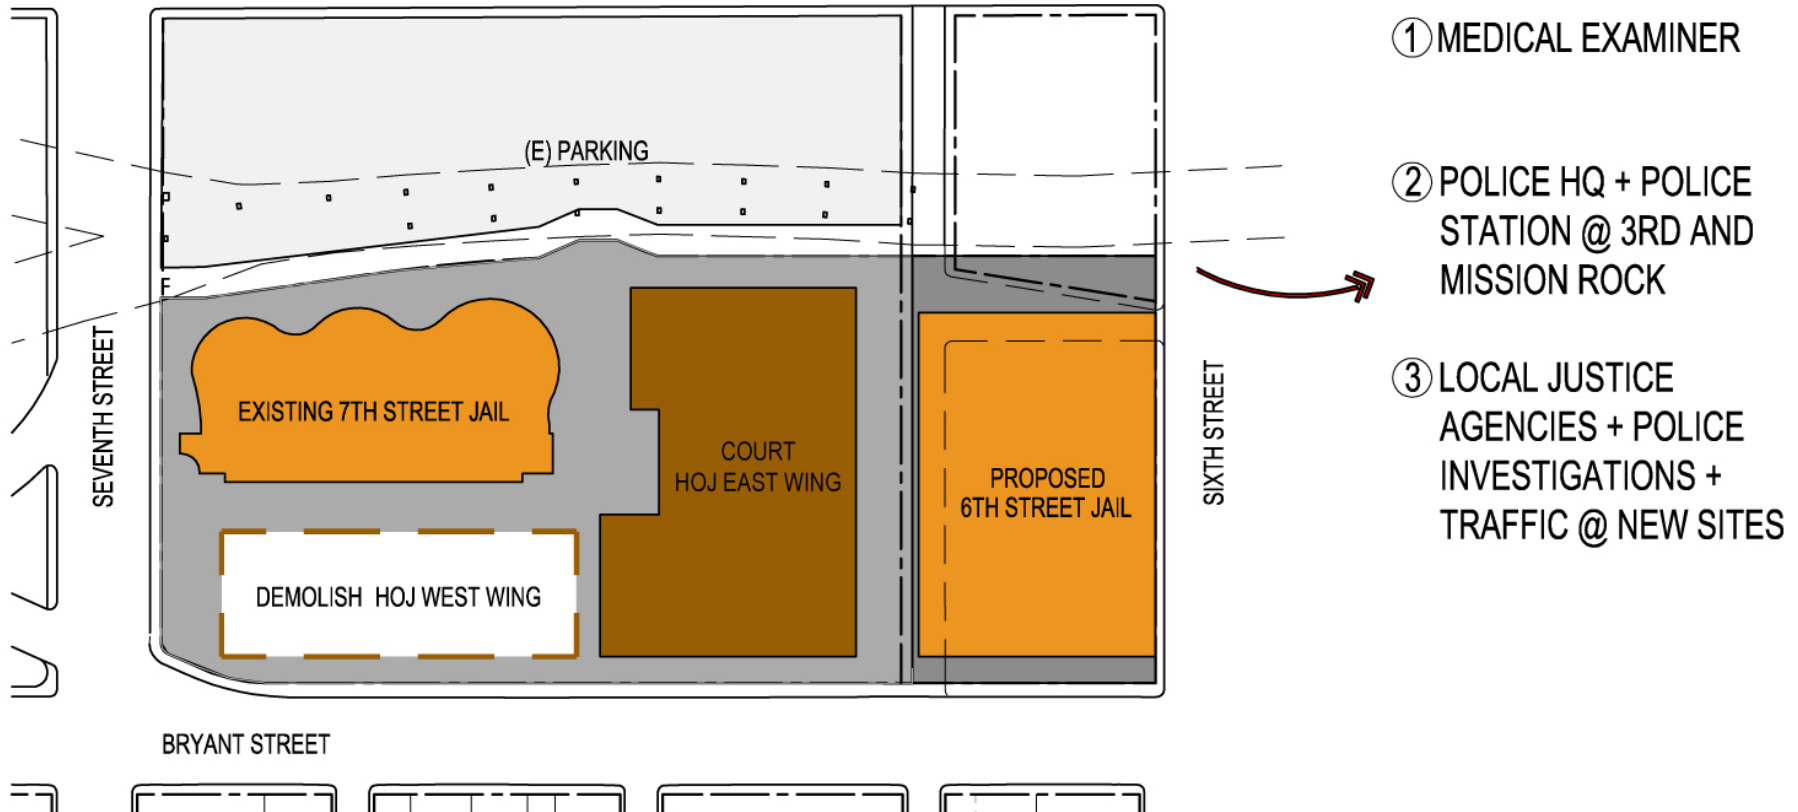 (E) PARKING
F
SEVENTH STREET
EXISTING 7TH STREET JAIL
COURT
HOJ EAST WING
PROPOSED
6TH STREET JAIL
SIXTH STREET
DEMOLISH HOJ WEST WING
BRYANT STREET
1 MEDICAL EXAMINER
2 POLICE HQ + POLICE
STATION @ 3RD AND
MISSION ROCK
3 LOCAL JUSTICE
AGENCIES + POLICE
INVESTIGATIONS +
TRAFFIC @ NEW SITES